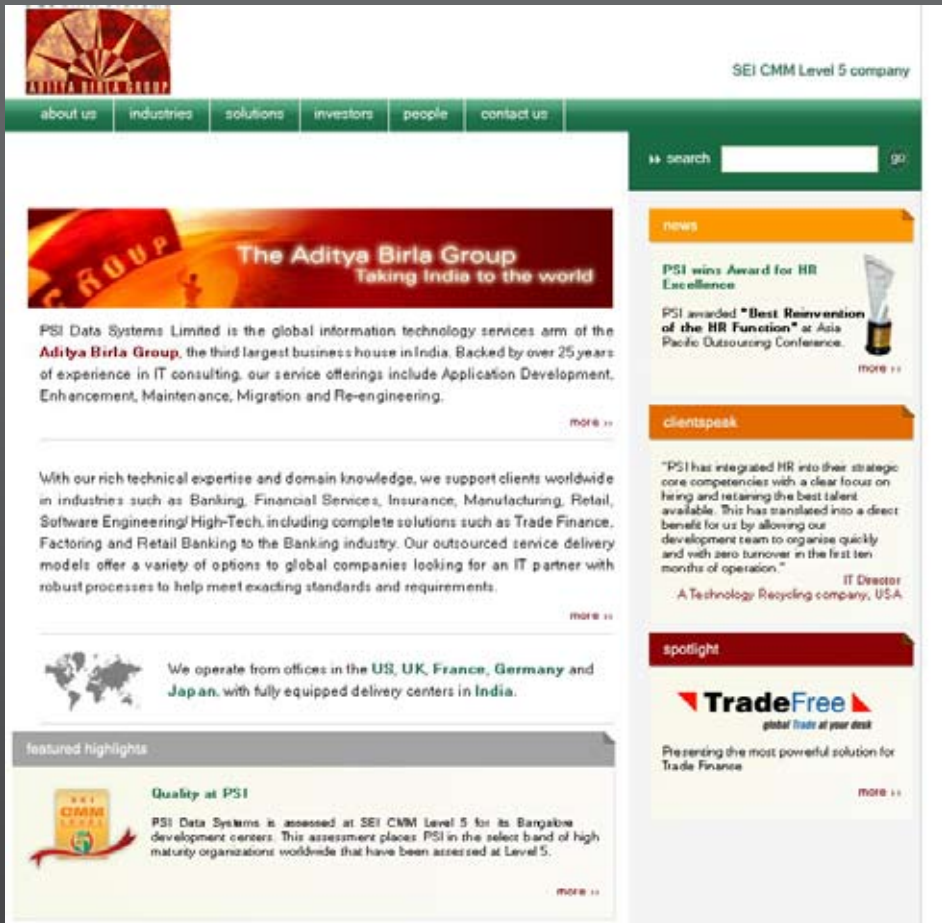 ADITYA BIRLA GROUP
SEI CMM Level 5 company
about us
industries
solutions
investors
people
contact us
search
go
GROUP
The Aditya Birla Group
Taking India to the world
PSI Data Systems Limited is the global information technology services arm of the
Aditya Birla Group, the third largest business house in India. Backed by over 25 years
of experience in IT consulting, our service offerings include Application Development,
Enhancement, Maintenance, Migration and Re-engineering.
more ››
With our rich technical expertise and domain knowledge, we support clients worldwide
in industries such as Banking, Financial Services, Insurance, Manufacturing, Retail,
Software Engineering/ High-Tech, including complete solutions such as Trade Finance,
Factoring and Retail Banking to the Banking industry. Our outsourced service delivery
models offer a variety of options to global companies looking for an IT partner with
robust processes to help meet exacting standards and requirements.
more ››
We operate from offices in the US, UK, France, Germany and
Japan, with fully equipped delivery centers in India.
featured highlights
SEI
CMM
LEVEL
5
Quality at PSI
PSI Data Systems is assessed at SEI CMM Level 5 for its Bangalore
development centers. This assessment places PSI in the select band of high
maturity organizations worldwide that have been assessed at Level 5.
more ››
news
PSI wins Award for HR
Excellence
PSI awarded "Best Reinvention
of the HR Function" at Asia
Pacific Outsourcing Conference.
more ››
clientspeak
"PSI has integrated HR into their strategic
core competencies with a clear focus on
hiring and retaining the best talent
available. This has translated into a direct
benefit for us by allowing our
development team to organise quickly
and with zero turnover in the first ten
months of operation."
IT Director
A Technology Recycling company, USA
spotlight
TradeFree
global Trade at your desk
Presenting the most powerful solution for
Trade Finance
more ››